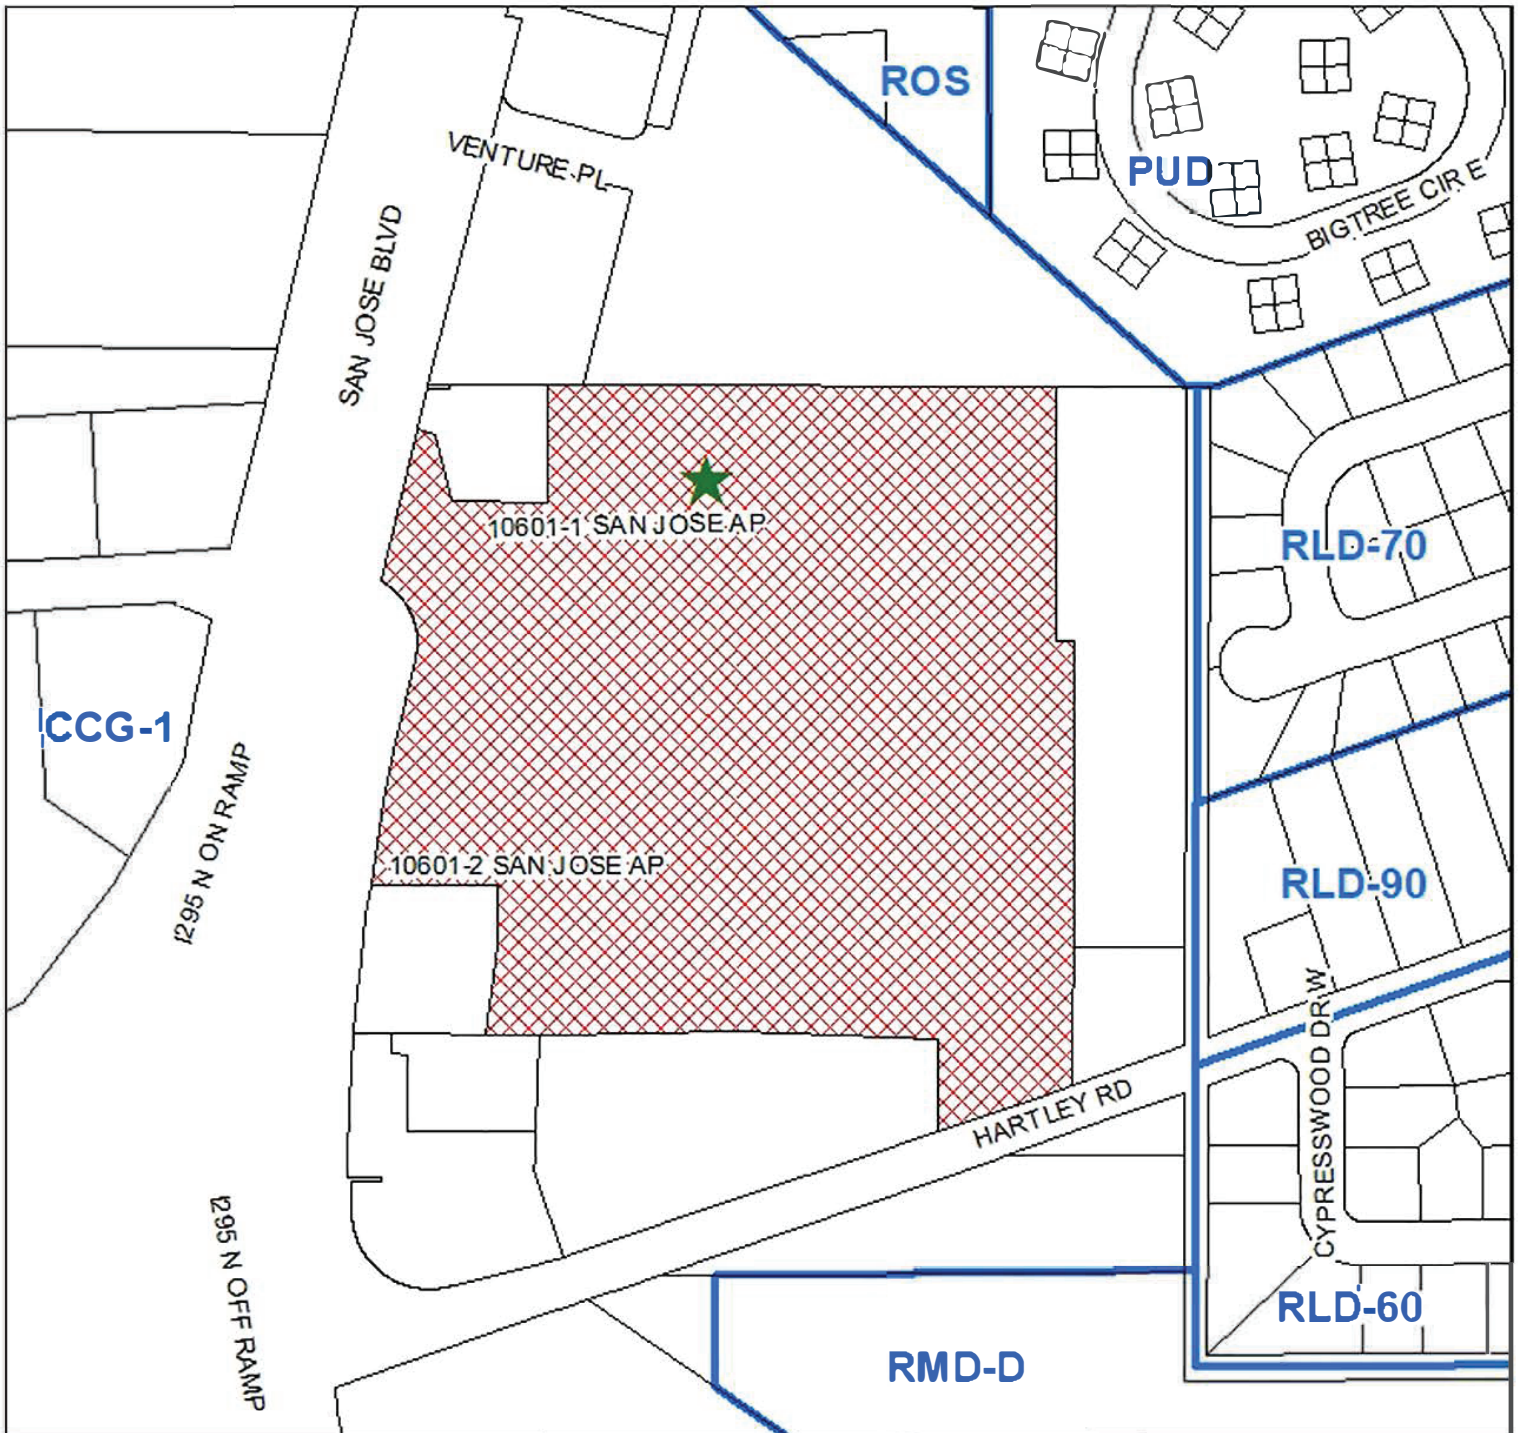 ROS
VENTURE PL
PUD
BIGTREE CIR E
SAN JOSE BLVD
10601-1 SAN JOSE AP
RLD-70
CCG-1
I295 N ON RAMP
10601-2 SAN JOSE AP
RLD-90
CYPRESSWOOD DR W
HARTLEY RD
I295 N OFF RAMP
RLD-60
RMD-D